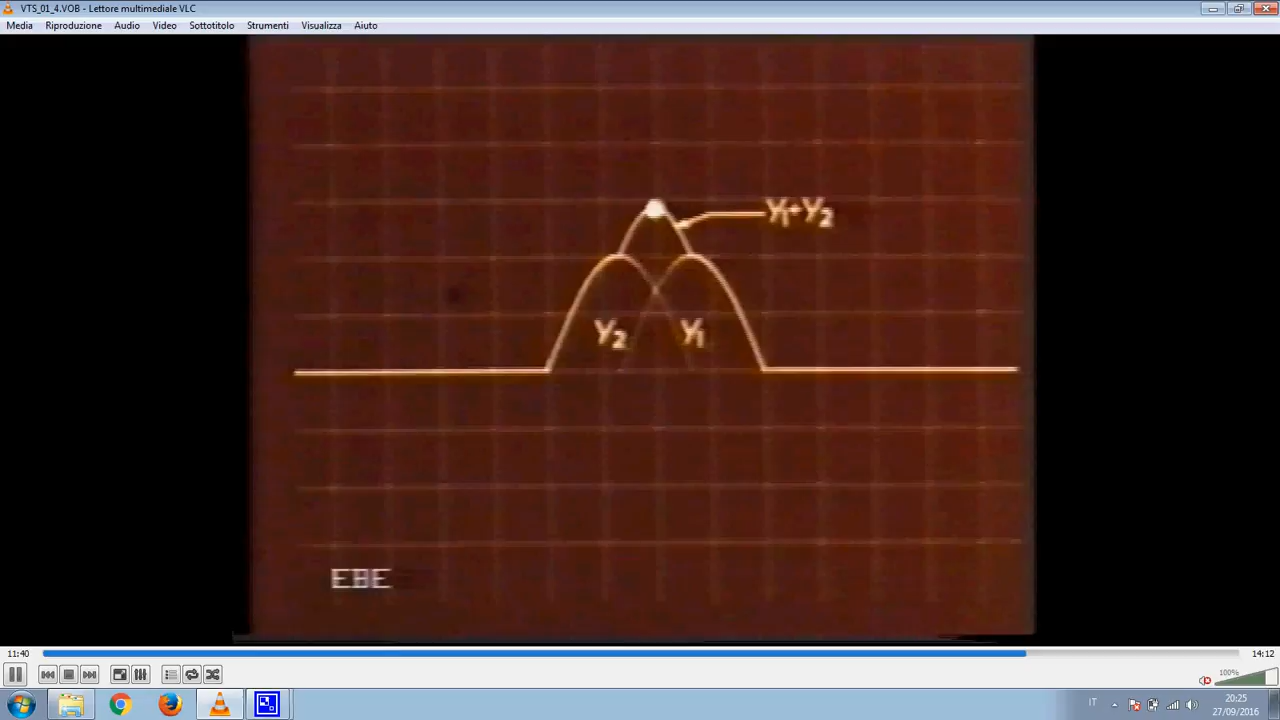 VTS_01_4.VOB - Lettore multimediale VLC
Media Riproduzione Audio Video Sottotitolo Strumenti Visualizza Aiuto
Y1+Y2
Y2 Y1
EBE
11:40 14:12
100%
IT 20:25
27/09/2016